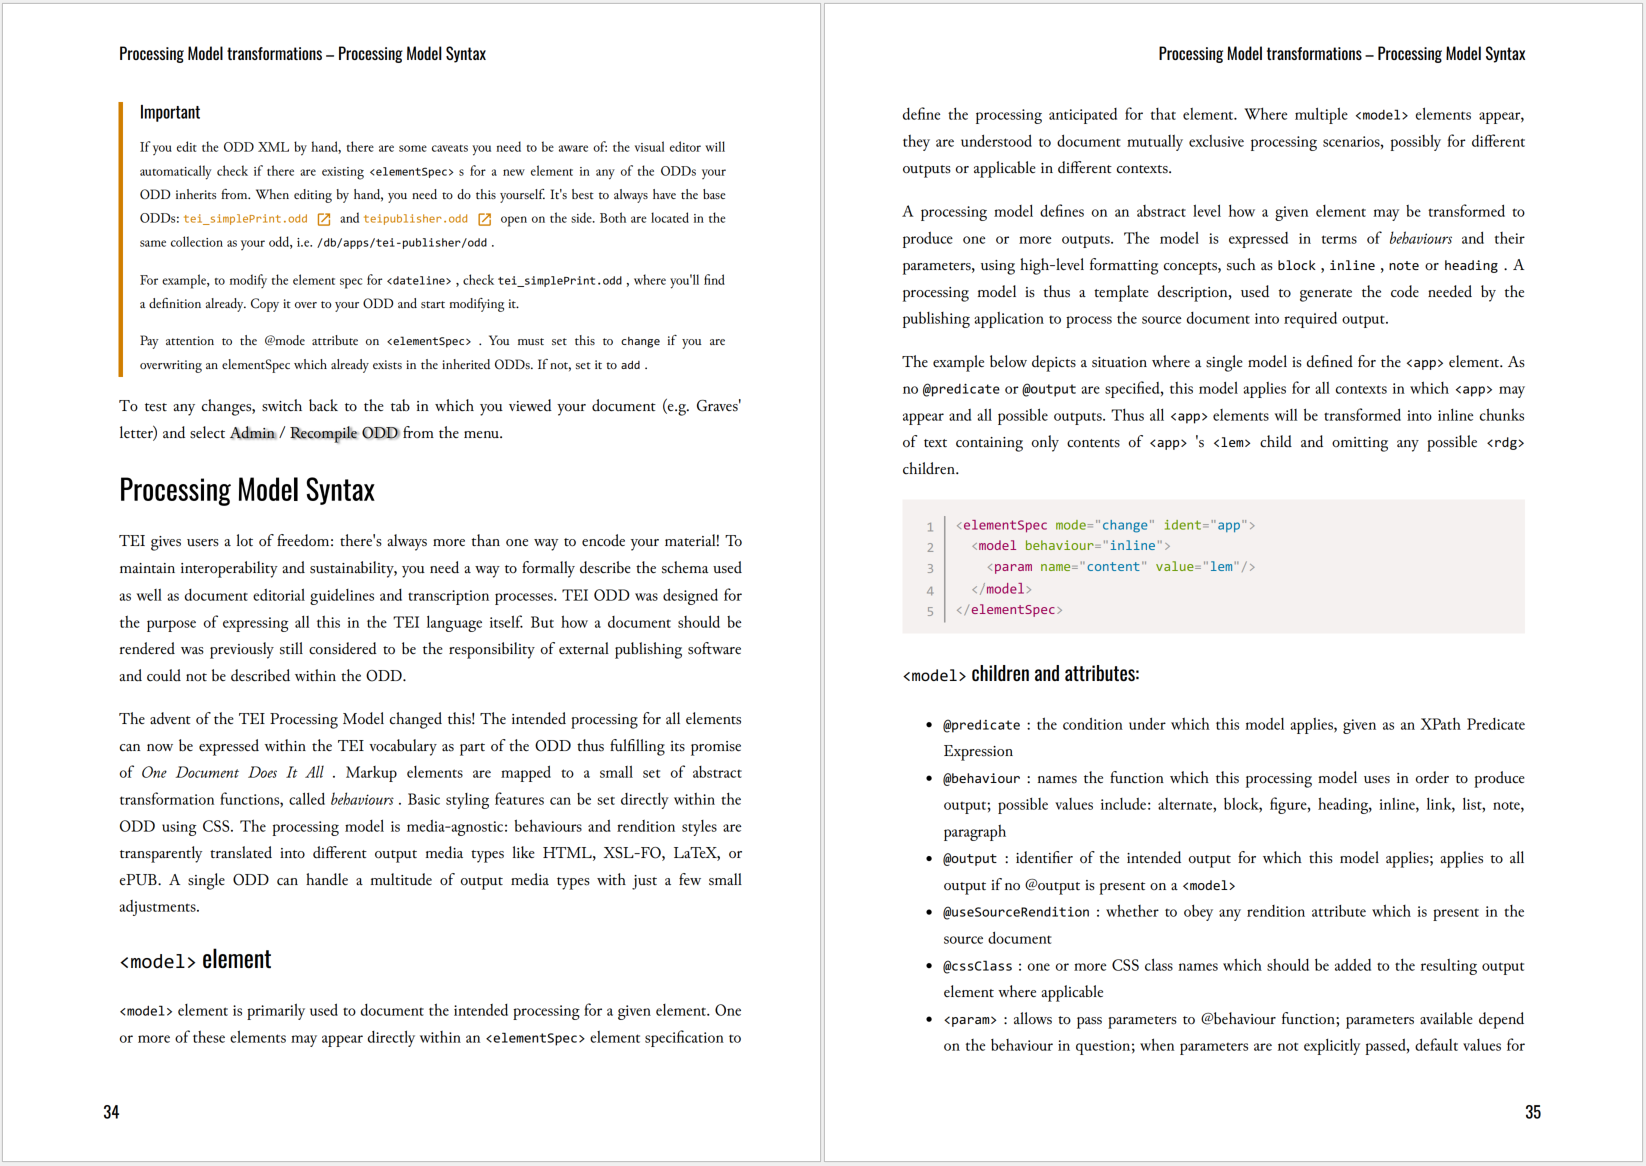 Processing Model transformations – Processing Model Syntax
Important
If you edit the ODD XML by hand, there are some caveats you need to be aware of: the visual editor will
automatically check if there are existing <elementSpec> s for a new element in any of the ODDs your
ODD inherits from. When editing by hand, you need to do this yourself. It's best to always have the base
ODDs: tei_simplePrint.odd and teipublisher.odd open on the side. Both are located in the
same collection as your odd, i.e. /db/apps/tei-publisher/odd .
For example, to modify the element spec for <dateline> , check tei_simplePrint.odd , where you'll find
a definition already. Copy it over to your ODD and start modifying it.
Pay attention to the @mode attribute on <elementSpec> . You must set this to change if you are
overwriting an elementSpec which already exists in the inherited ODDs. If not, set it to add .
To test any changes, switch back to the tab in which you viewed your document (e.g. Graves'
letter) and select Admin / Recompile ODD from the menu.
Processing Model Syntax
TEI gives users a lot of freedom: there's always more than one way to encode your material! To
maintain interoperability and sustainability, you need a way to formally describe the schema used
as well as document editorial guidelines and transcription processes. TEI ODD was designed for
the purpose of expressing all this in the TEI language itself. But how a document should be
rendered was previously still considered to be the responsibility of external publishing software
and could not be described within the ODD.
The advent of the TEI Processing Model changed this! The intended processing for all elements
can now be expressed within the TEI vocabulary as part of the ODD thus fulfilling its promise
of One Document Does It All . Markup elements are mapped to a small set of abstract
transformation functions, called behaviours . Basic styling features can be set directly within the
ODD using CSS. The processing model is media-agnostic: behaviours and rendition styles are
transparently translated into different output media types like HTML, XSL-FO, LaTeX, or
ePUB. A single ODD can handle a multitude of output media types with just a few small
adjustments.
<model> element
<model> element is primarily used to document the intended processing for a given element. One
or more of these elements may appear directly within an <elementSpec> element specification to
34
Processing Model transformations – Processing Model Syntax
define the processing anticipated for that element. Where multiple <model> elements appear,
they are understood to document mutually exclusive processing scenarios, possibly for different
outputs or applicable in different contexts.
A processing model defines on an abstract level how a given element may be transformed to
produce one or more outputs. The model is expressed in terms of behaviours and their
parameters, using high-level formatting concepts, such as block , inline , note or heading . A
processing model is thus a template description, used to generate the code needed by the
publishing application to process the source document into required output.
The example below depicts a situation where a single model is defined for the <app> element. As
no @predicate or @output are specified, this model applies for all contexts in which <app> may
appear and all possible outputs. Thus all <app> elements will be transformed into inline chunks
of text containing only contents of <app> 's <lem> child and omitting any possible <rdg>
children.
1 <elementSpec mode="change" ident="app">
2 <model behaviour="inline">
3 <param name="content" value="lem"/>
4 </model>
5 </elementSpec>
<model> children and attributes:
• @predicate : the condition under which this model applies, given as an XPath Predicate
Expression
• @behaviour : names the function which this processing model uses in order to produce
output; possible values include: alternate, block, figure, heading, inline, link, list, note,
paragraph
• @output : identifier of the intended output for which this model applies; applies to all
output if no @output is present on a <model>
• @useSourceRendition : whether to obey any rendition attribute which is present in the
source document
• @cssClass : one or more CSS class names which should be added to the resulting output
element where applicable
• <param> : allows to pass parameters to @behaviour function; parameters available depend
on the behaviour in question; when parameters are not explicitly passed, default values for
35